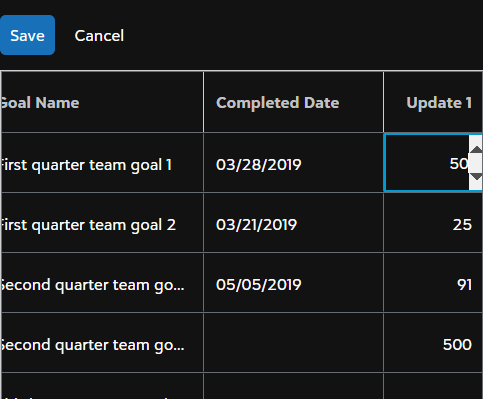 Save Cancel
Goal Name Completed Date Update 1
First quarter team goal 1 03/28/2019 50
First quarter team goal 2 03/21/2019 25
Second quarter team go... 05/05/2019 91
Second quarter team go... 500